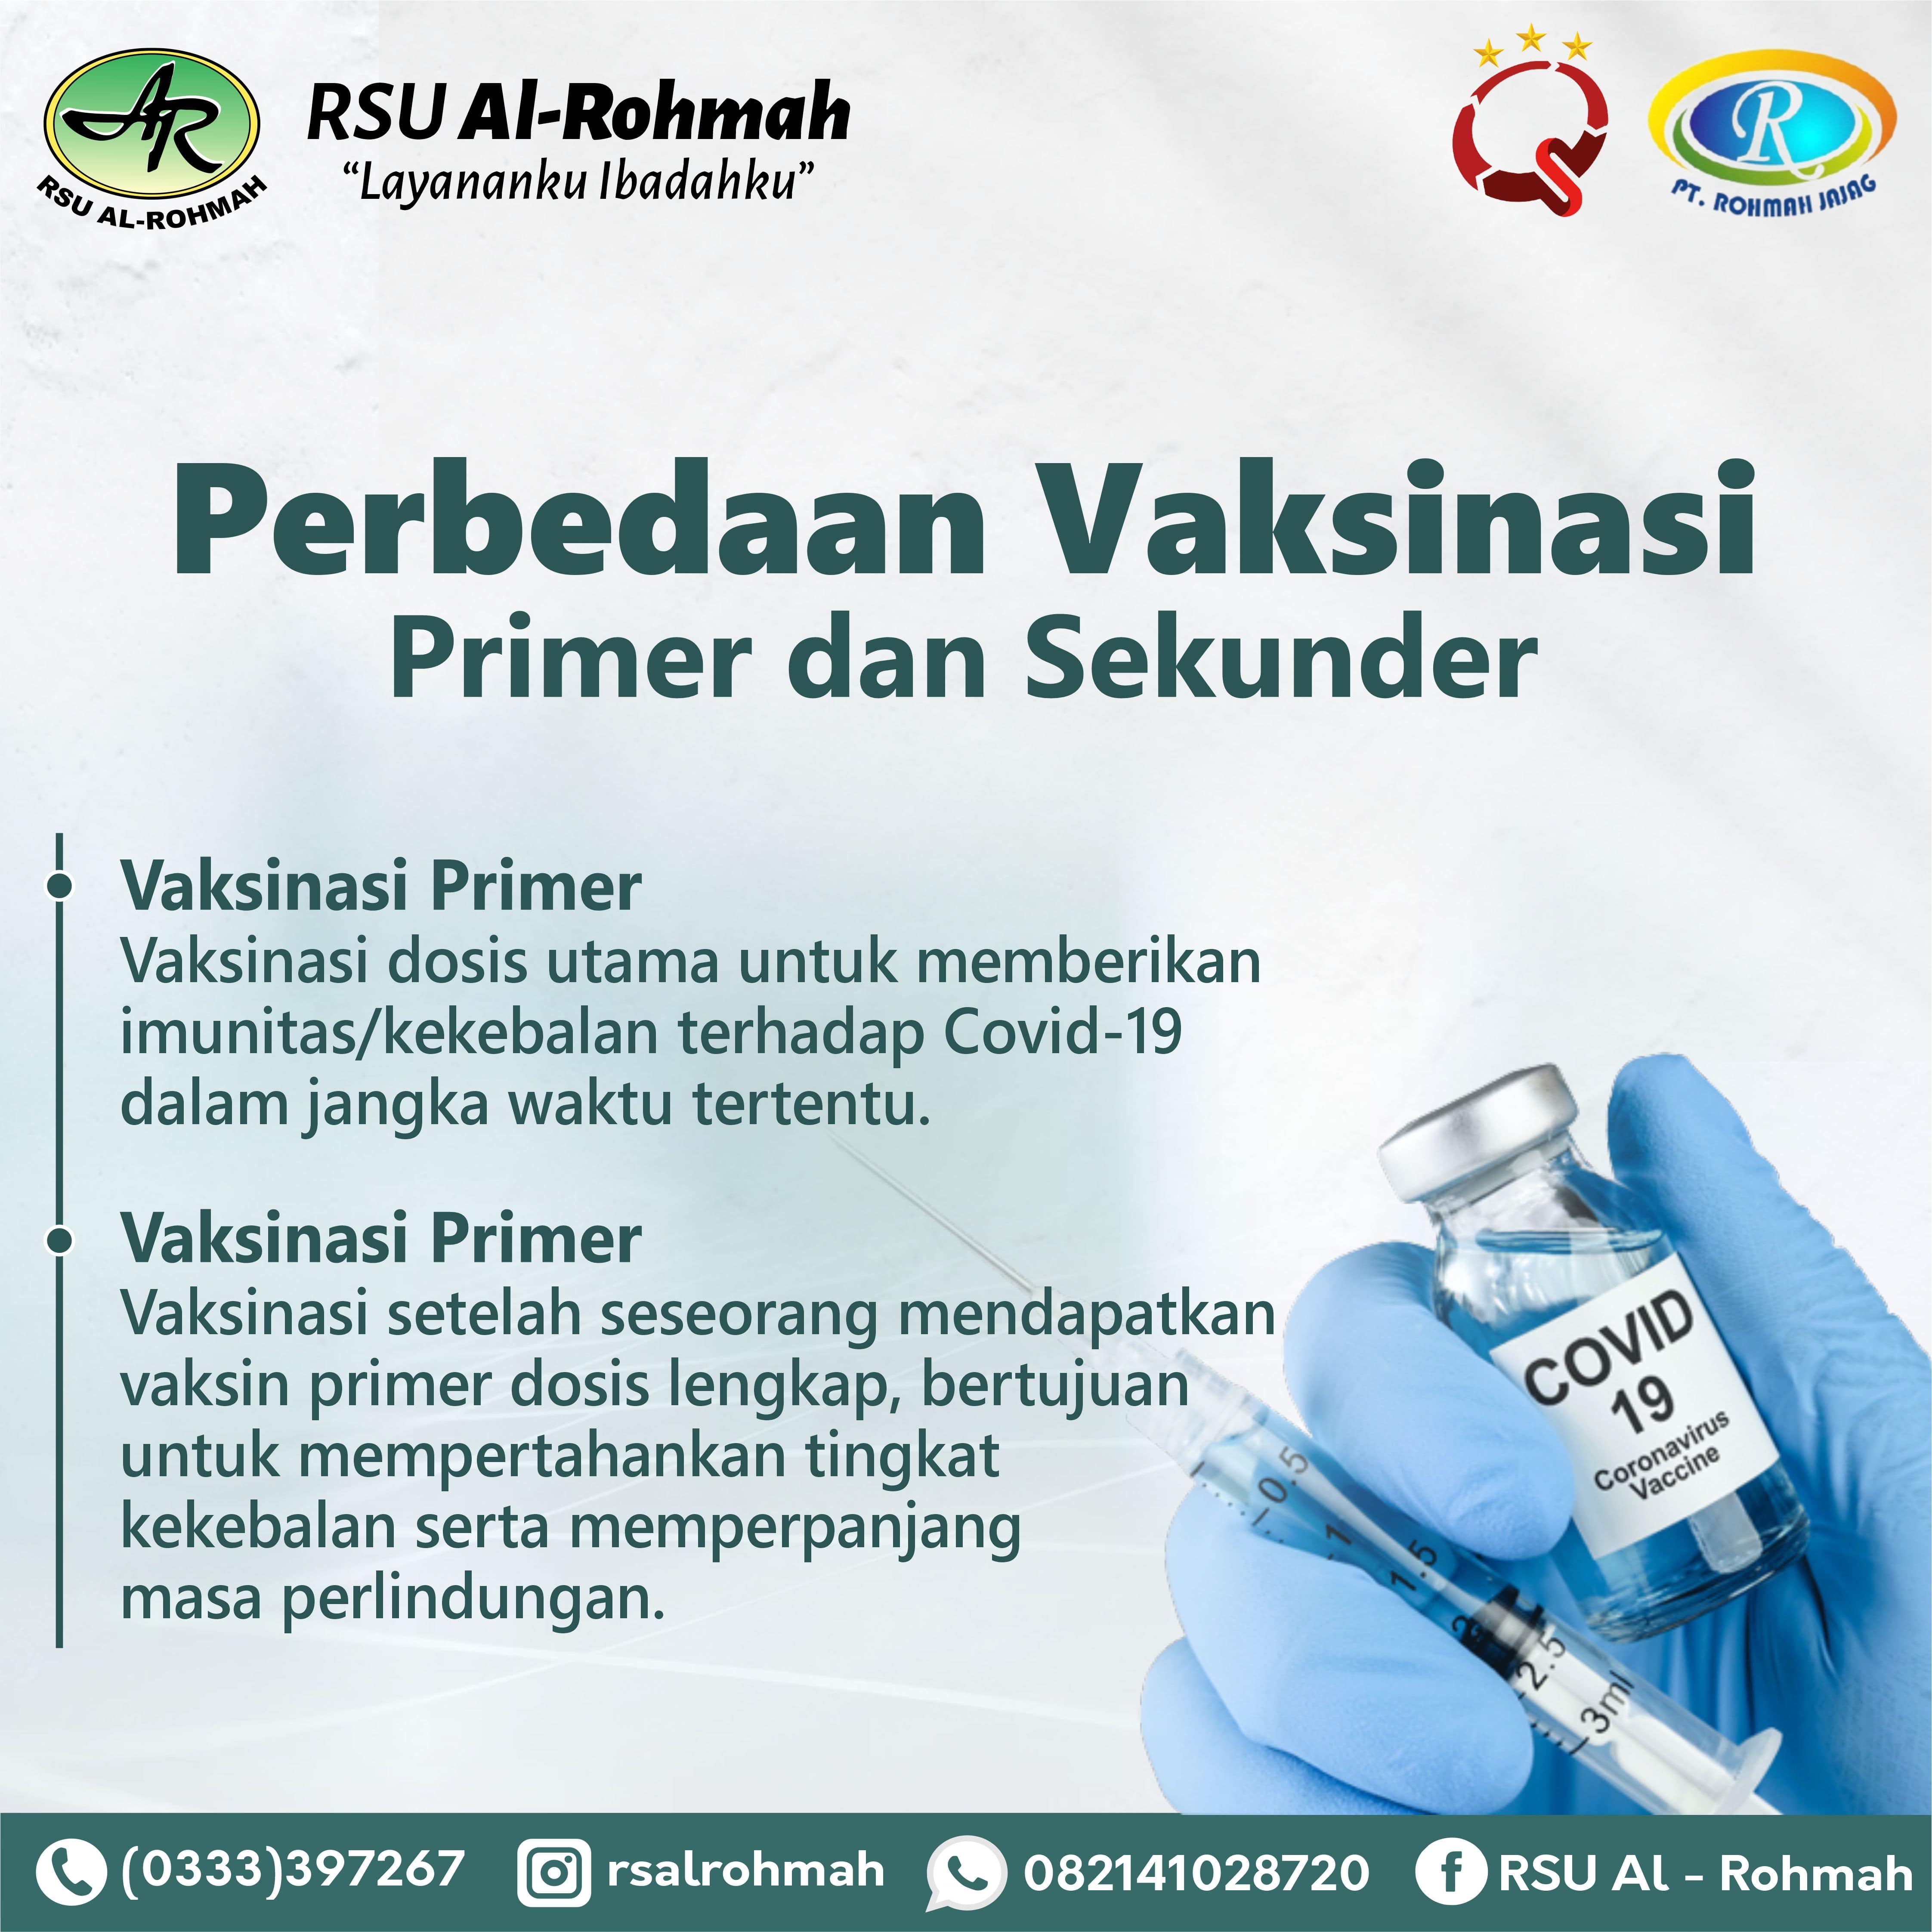 AR
RSU AL-ROHMAH
RSU Al-Rohmah
“Layananku Ibadahku”
R
PT. ROHMAH JAJAG
Perbedaan Vaksinasi
Primer dan Sekunder
Vaksinasi Primer
Vaksinasi dosis utama untuk memberikan
imunitas/kekebalan terhadap Covid-19
dalam jangka waktu tertentu.
Vaksinasi Primer
Vaksinasi setelah seseorang mendapatkan
vaksin primer dosis lengkap, bertujuan
untuk mempertahankan tingkat
kekebalan serta memperpanjang
masa perlindungan.
COVID
19
Coronavirus
Vaccine
0.5
1
1.5
2
2.5
3ml
(0333)397267
rsalrohmah
082141028720
RSU Al - Rohmah